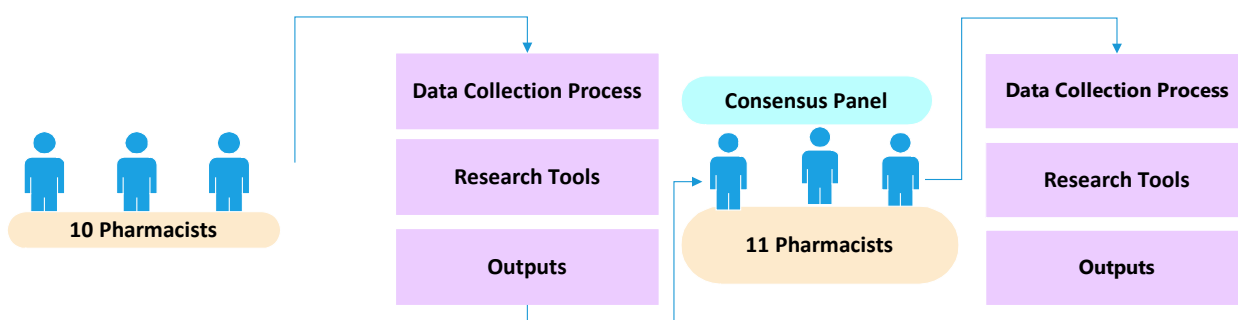 10 Pharmacists
Data Collection Process
Research Tools
Outputs
Consensus Panel
11 Pharmacists
Data Collection Process
Research Tools
Outputs